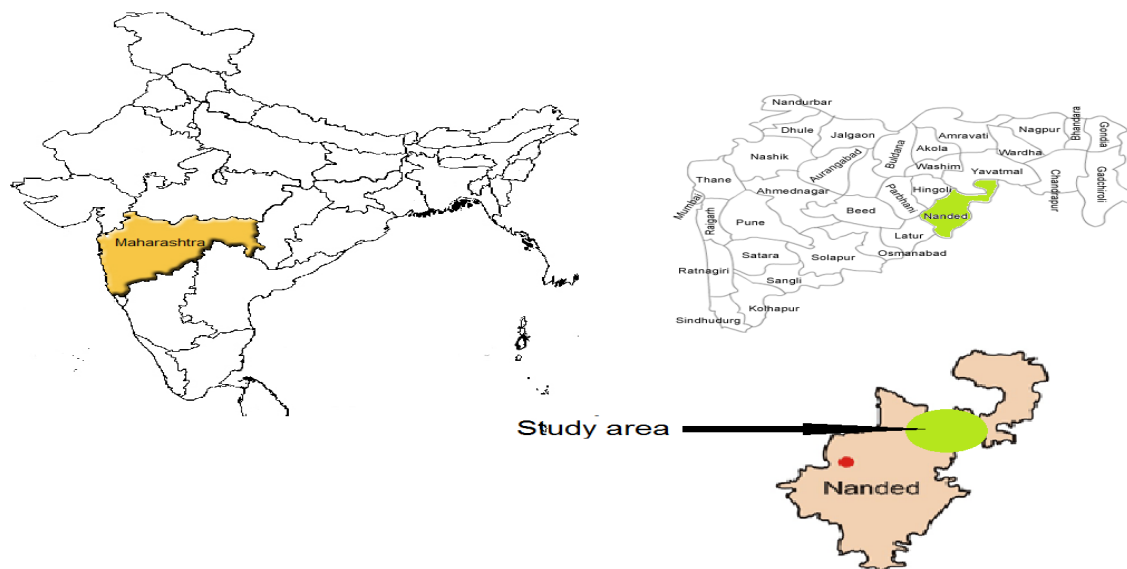 Maharashtra
Nandurbar
Dhule
Jalgaon
Buldana
Akola
Amravati
Nagpur
Bhandara
Gondia
Nashik
Aurangabad
Washim
Wardha
Yavatmal
Chandrapur
Gadchiroli
Thane
Ahmednagar
Parbhani
Hingoli
Mumbai
Raigarh
Pune
Beed
Nanded
Latur
Satara
Solapur
Osmanabad
Ratnagiri
Sangli
Kolhapur
Sindhudurg
Study area
Nanded